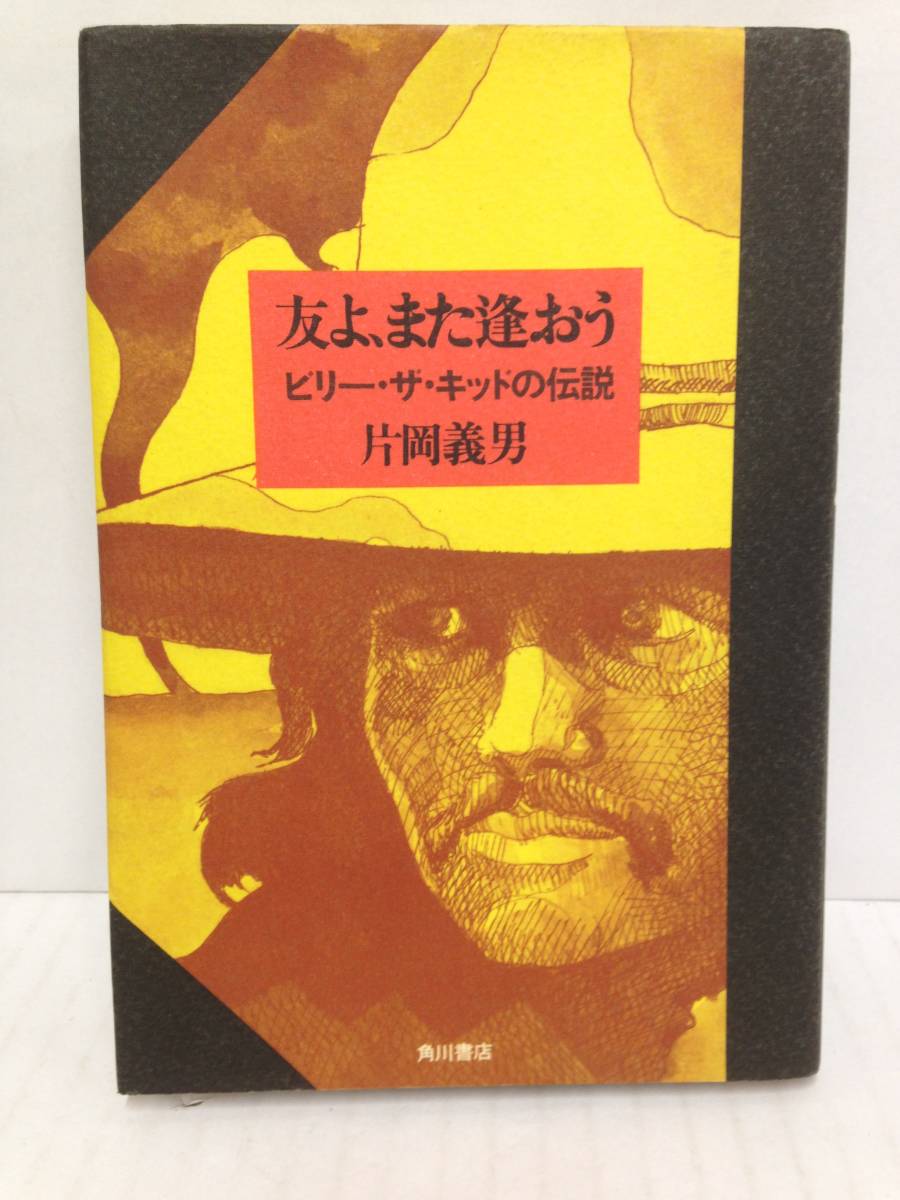 友よ、また逢おう
ビリー・ザ・キッドの伝説
片岡義男
角川書店